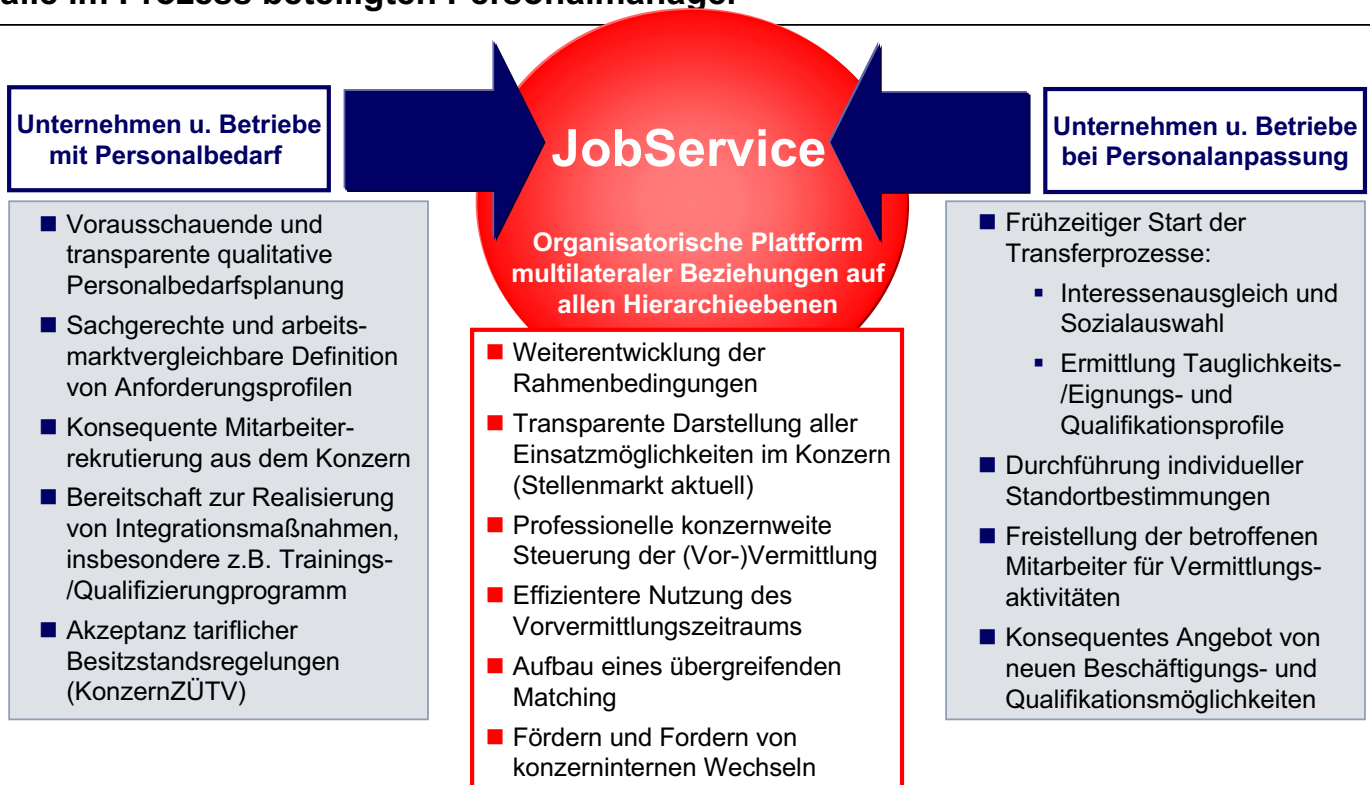 alle im Prozess beteiligten Personalmanager
Unternehmen u. Betriebe
mit Personalbedarf
Vorausschauende und
transparente qualitative
Personalbedarfsplanung
Sachgerechte und arbeits-
marktvergleichbare Definition
von Anforderungsprofilen
Konsequente Mitarbeiter-
rekrutierung aus dem Konzern
Bereitschaft zur Realisierung
von Integrationsmaßnahmen,
insbesondere z.B. Trainings-
/Qualifizierungprogramm
Akzeptanz tariflicher
Besitzstandsregelungen
(KonzernZÜTV)
JobService
Organisatorische Plattform
multilateraler Beziehungen auf
allen Hierarchieebenen
Weiterentwicklung der
Rahmenbedingungen
Transparente Darstellung aller
Einsatzmöglichkeiten im Konzern
(Stellenmarkt aktuell)
Professionelle konzernweite
Steuerung der (Vor-)Vermittlung
Effizientere Nutzung des
Vorvermittlungszeitraums
Aufbau eines übergreifenden
Matching
Fördern und Fordern von
konzerninternen Wechseln
Unternehmen u. Betriebe
bei Personalanpassung
Frühzeitiger Start der
Transferprozesse:
Interessenausgleich und
Sozialauswahl
Ermittlung Tauglichkeits-
/Eignungs- und
Qualifikationsprofile
Durchführung individueller
Standortbestimmungen
Freistellung der betroffenen
Mitarbeiter für Vermittlungs-
aktivitäten
Konsequentes Angebot von
neuen Beschäftigungs- und
Qualifikationsmöglichkeiten